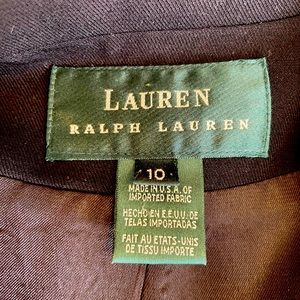 LAUREN
RALPH LAUREN
10
MADE IN U.S.A. OF
IMPORTED FABRIC
HECHO EN E.E.U.U. DE
TELAS IMPORTADAS
FAIT AU ETATS-UNIS
DE TISSU IMPORTE